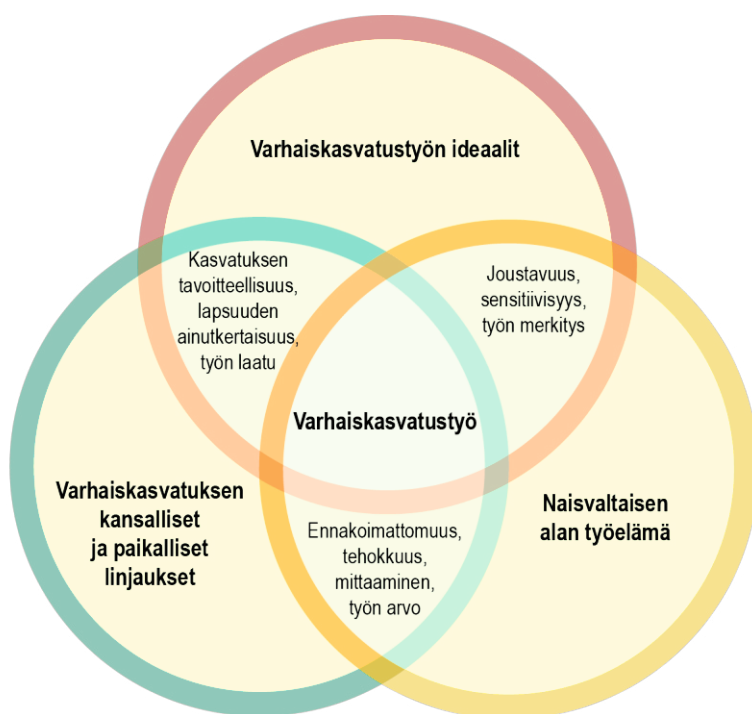 Varhaiskasvatustyön ideaalit
Kasvatuksen
tavoitteellisuus,
lapsuuden
ainutkertaisuus,
työn laatu
Joustavuus,
sensitiivisyys,
työn merkitys
Varhaiskasvatustyö
Varhaiskasvatuksen
kansalliset
ja paikalliset
linjaukset
Ennakoimattomuus,
tehokkuus,
mittaaminen,
työn arvo
Naisvaltaisen
alan työelämä